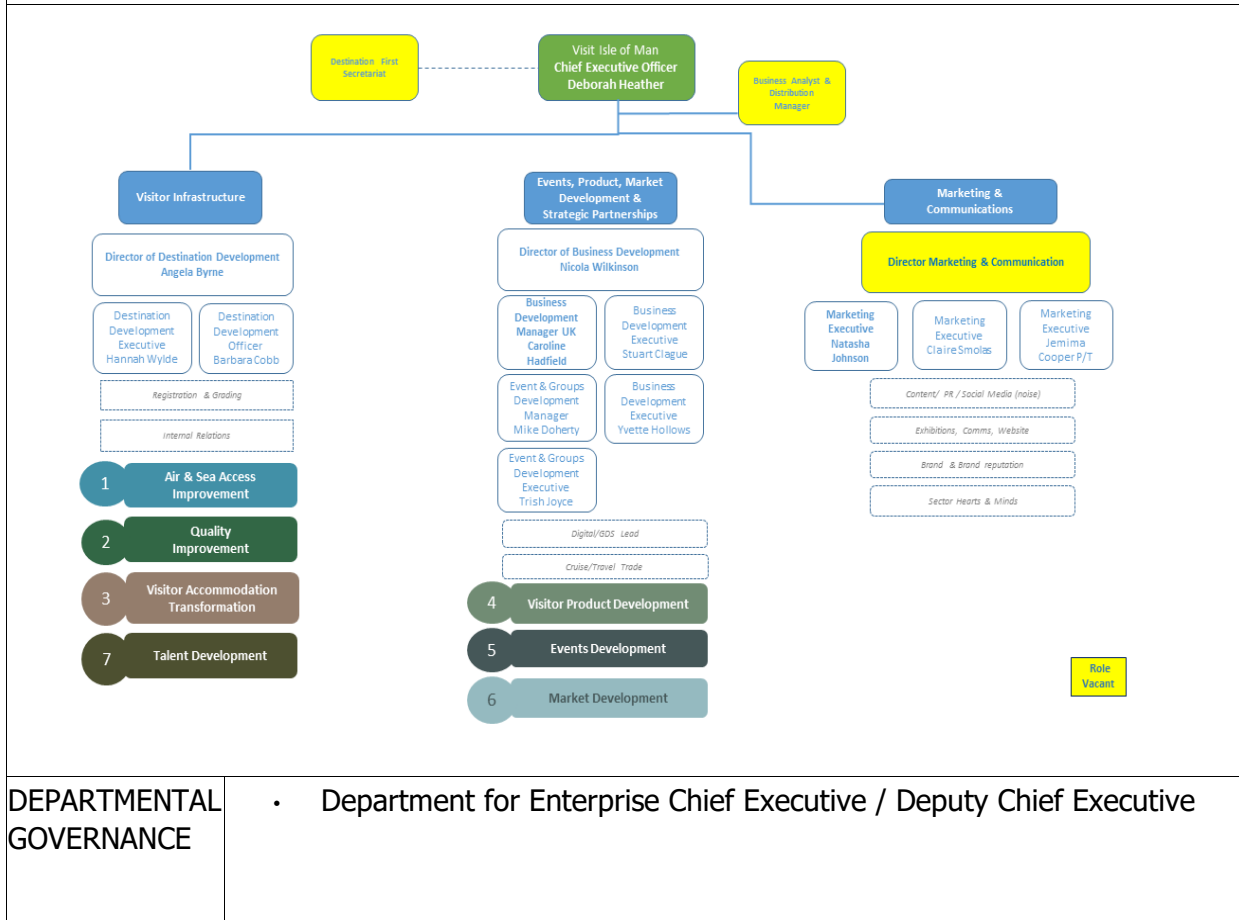 Destination First
Secretariat
Visit Isle of Man
Chief Executive Officer
Deborah Heather
Business Analyst &
Distribution
Manager
Visitor Infrastructure
Director of Destination Development
Angela Byrne
Destination
Development
Executive
Hannah Wylde
Destination
Development
Officer
Barbara Cobb
Registration & Grading
Internal Relations
1
Air & Sea Access
Improvement
2
Quality
Improvement
3
Visitor Accommodation
Transformation
7
Talent Development
Events, Product, Market
Development &
Strategic Partnerships
Director of Business Development
Nicola Wilkinson
Business
Development
Manager UK
Caroline
Hadfield
Business
Development
Executive
Stuart Clague
Event & Groups
Development
Manager
Mike Doherty
Business
Development
Executive
Yvette Hollows
Event & Groups
Development
Executive
Trish Joyce
Digital/GDS Lead
Cruise/Travel Trade
4
Visitor Product Development
5
Events Development
6
Market Development
Marketing &
Communications
Director Marketing & Communication
Marketing
Executive
Natasha
Johnson
Marketing
Executive
Claire Smolas
Marketing
Executive
Jemima
Cooper P/T
Content/ PR / Social Media (noise)
Exhibitions, Comms, Website
Brand & Brand reputation
Sector Hearts & Minds
Role
Vacant
DEPARTMENTAL
GOVERNANCE
• Department for Enterprise Chief Executive / Deputy Chief Executive